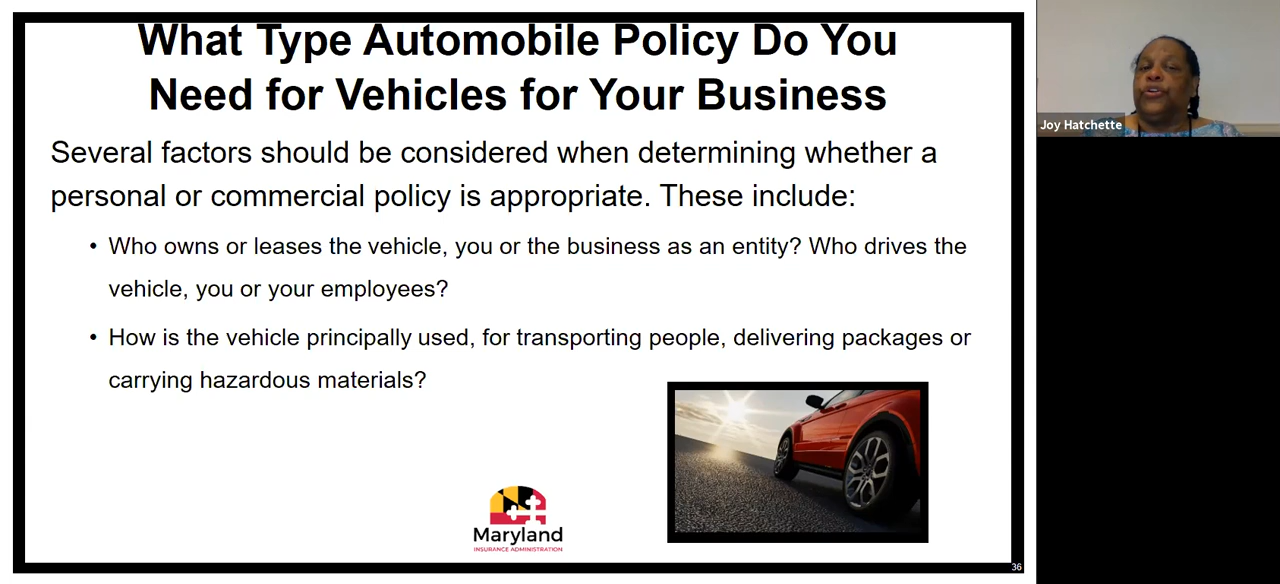 What Type Automobile Policy Do You
Need for Vehicles for Your Business
Several factors should be considered when determining whether a
personal or commercial policy is appropriate. These include:
• Who owns or leases the vehicle, you or the business as an entity? Who drives the
vehicle, you or your employees?
• How is the vehicle principally used, for transporting people, delivering packages or
carrying hazardous materials?
Maryland
INSURANCE ADMINISTRATION
36
Joy Hatchette